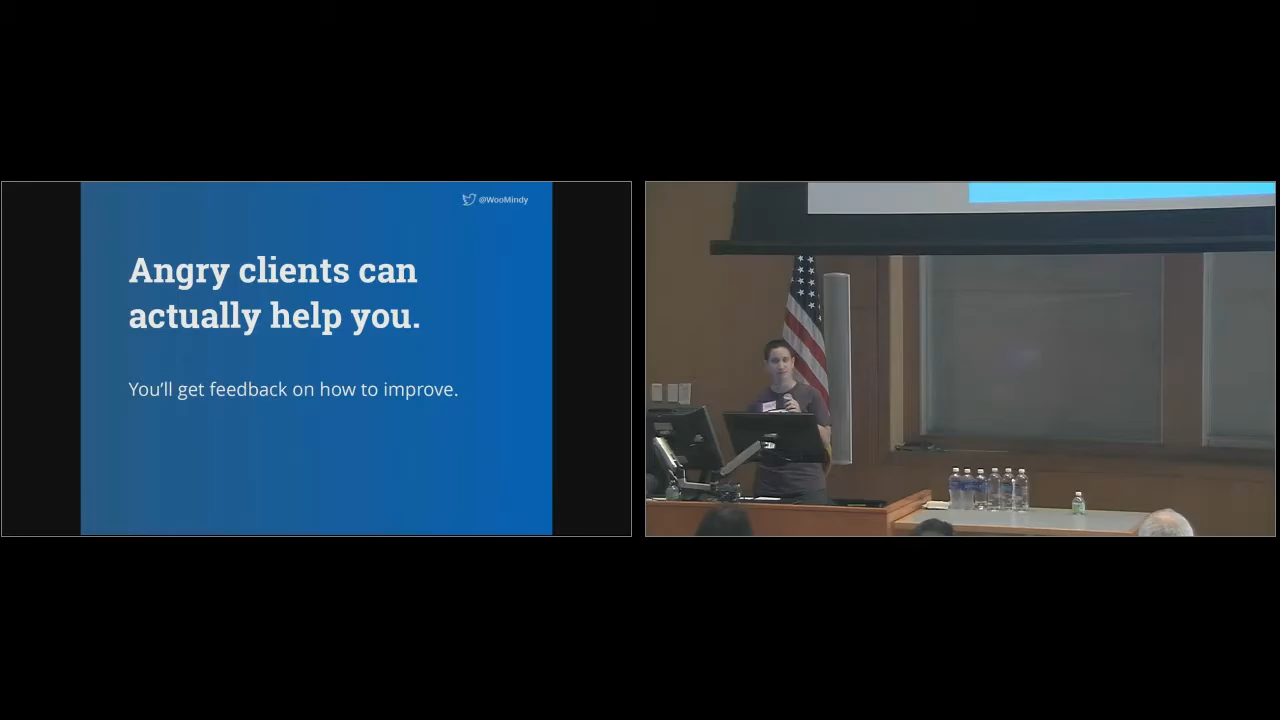 @WooMindy
Angry clients can
actually help you.
You'll get feedback on how to improve.